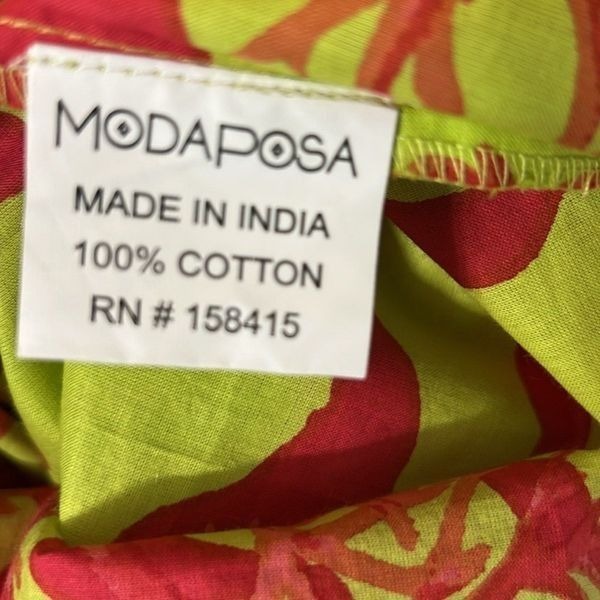 MODAPOSA
MADE IN INDIA
100% COTTON
RN # 158415